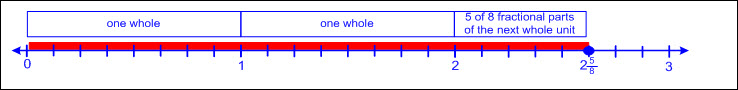 one whole
one whole
5 of 8 fractional parts
of the next whole unit
0
1
2
2 5/8
3